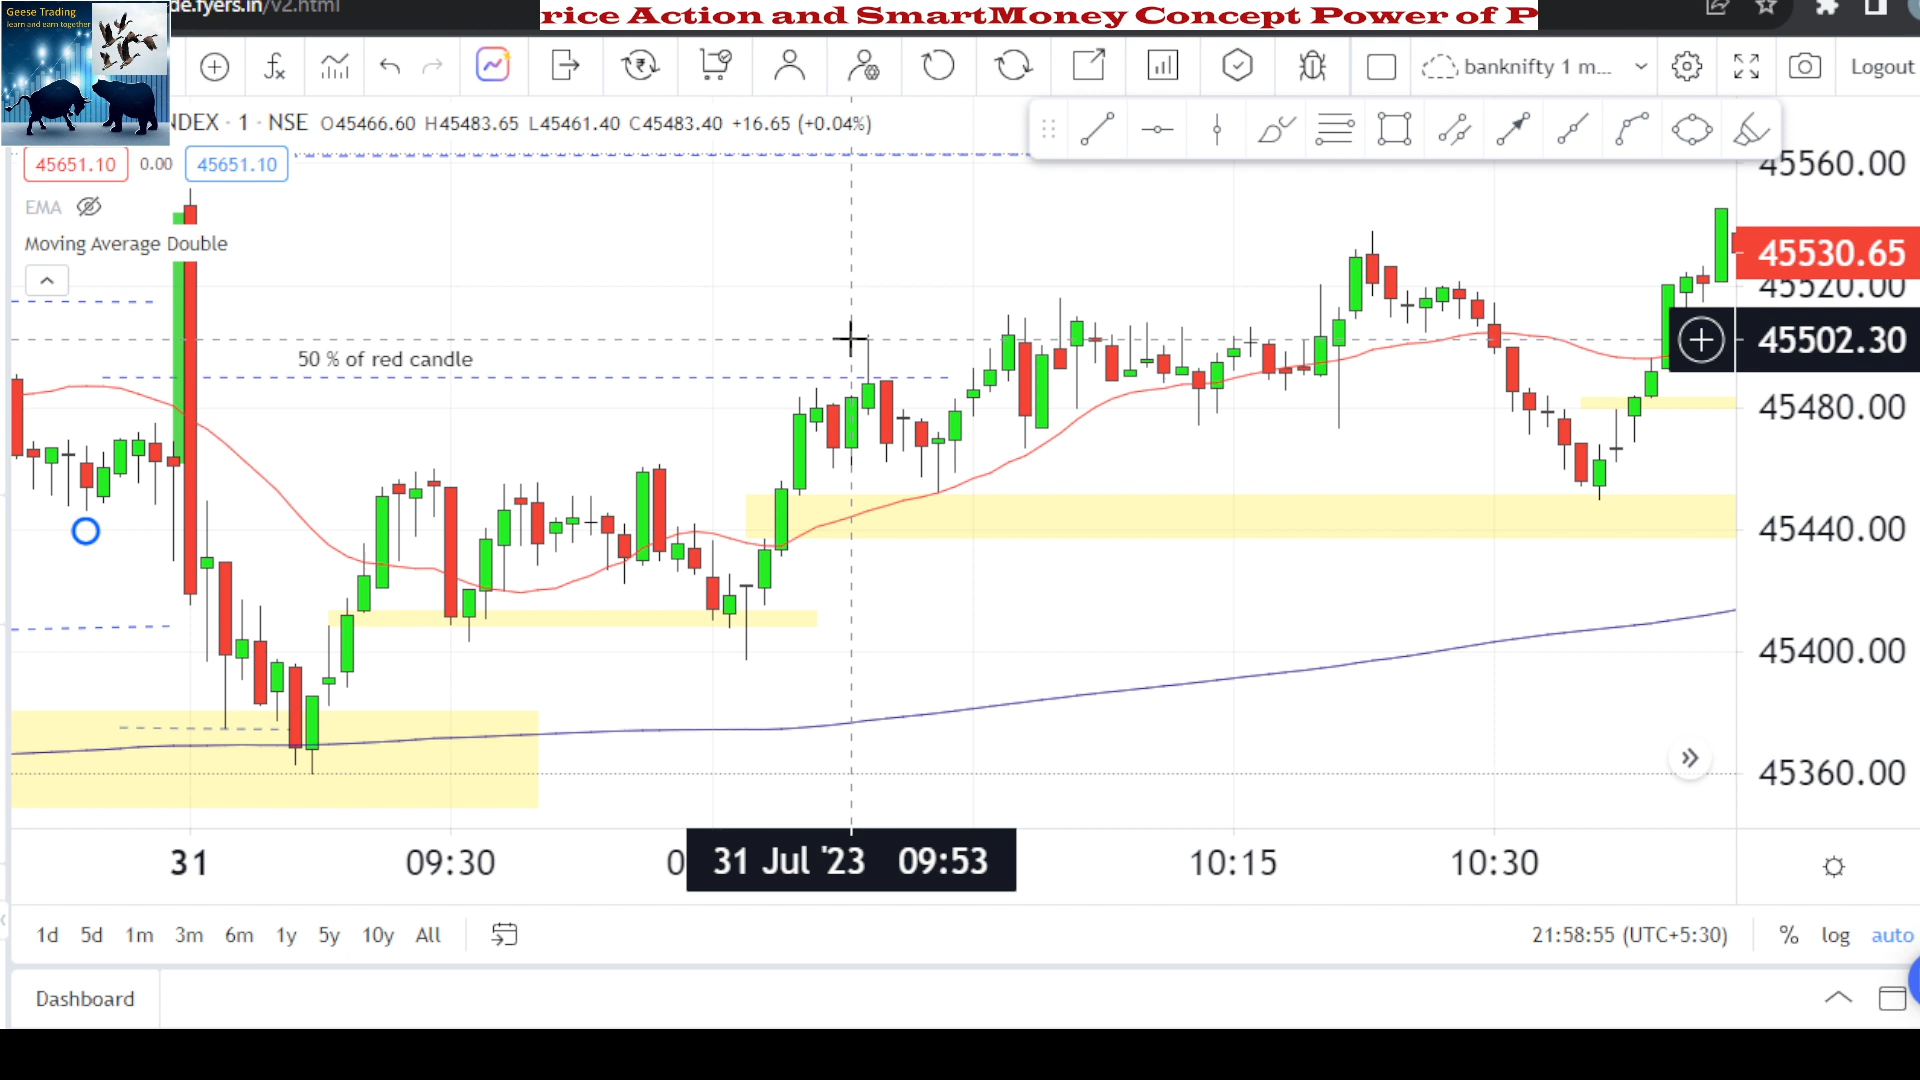 de.fyers.in/v2.html
rice Action and SmartMoney Concept Power of P
Geese Trading
learn and earn together
banknifty 1 m...
Logout
NDEX · 1 · NSE O45466.60 H45483.65 L45461.40 C45483.40 +16.65 (+0.04%)
45651.10 0.00 45651.10
EMA
Moving Average Double
50 % of red candle
45560.00
45530.65
45520.00
45502.30
45480.00
45440.00
45400.00
45360.00
31 09:30 0 31 Jul '23 09:53 10:15 10:30
1d 5d 1m 3m 6m 1y 5y 10y All
21:58:55 (UTC+5:30) % log auto
Dashboard